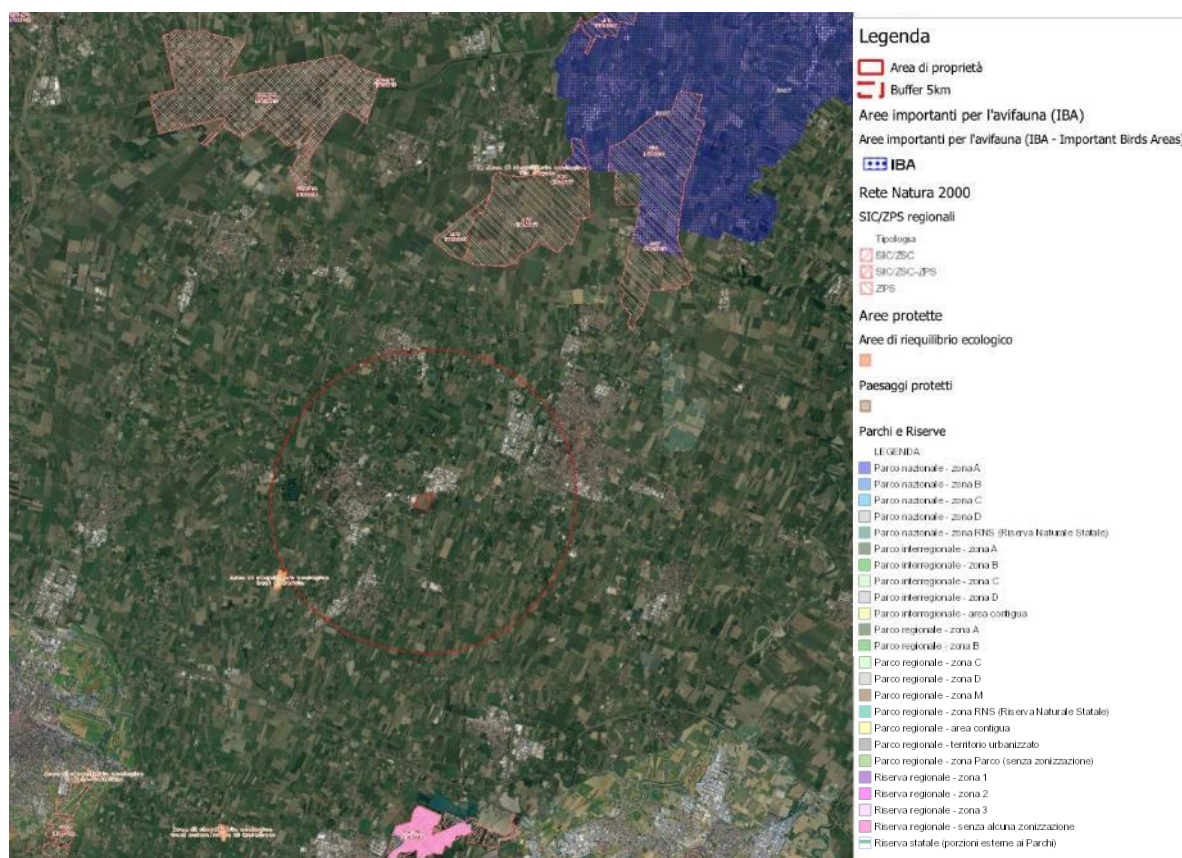 Legenda
Area di proprietà
Buffer 5km
Aree importanti per l'avifauna (IBA)
Aree importanti per l'avifauna (IBA - Important Birds Areas)
IBA
Rete Natura 2000
SIC/ZPS regionali
Tipologia
SIC/ZSC
SIC/ZSC-ZPS
ZPS
Aree protette
Aree di riequilibrio ecologico
Paesaggi protetti
Parchi e Riserve
LEGENDA
Parco nazionale - zona A
Parco nazionale - zona B
Parco nazionale - zona C
Parco nazionale - zona D
Parco nazionale - zona RNS (Riserva Naturale Statale)
Parco interregionale - zona A
Parco interregionale - zona B
Parco interregionale - zona C
Parco interregionale - zona D
Parco interregionale - area contigua
Parco regionale - zona A
Parco regionale - zona B
Parco regionale - zona C
Parco regionale - zona D
Parco regionale - zona M
Parco regionale - zona RNS (Riserva Naturale Statale)
Parco regionale - area contigua
Parco regionale - territorio urbanizzato
Parco regionale - zona Parco (senza zonizzazione)
Riserva regionale - zona 1
Riserva regionale - zona 2
Riserva regionale - zona 3
Riserva regionale - senza alcuna zonizzazione
Riserva statale (porzioni esterne ai Parchi)